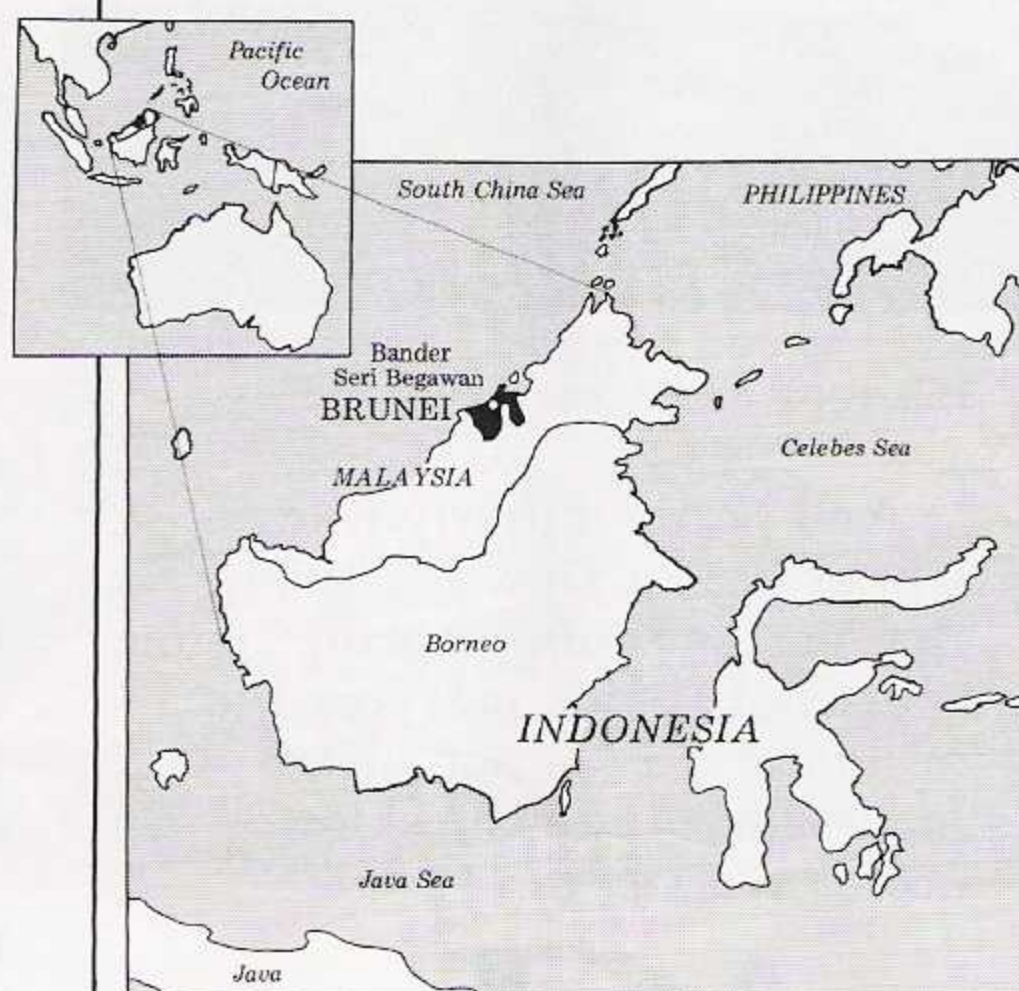 Pacific
Ocean
South China Sea
PHILIPPINES
Bander
Seri Begawan
BRUNEI
MALAYSIA
Celebes Sea
Borneo
INDONESIA
Java Sea
Java